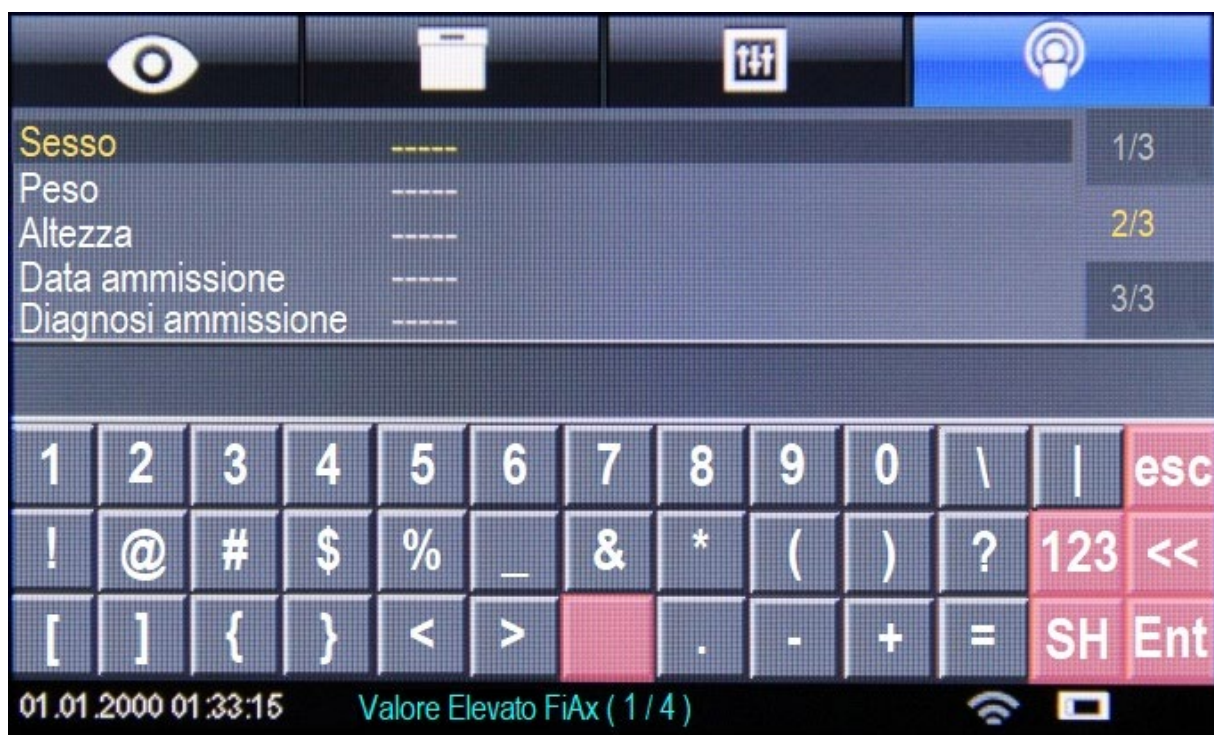 Sesso -----
1/3
Peso -----
2/3
Altezza -----
Data ammissione -----
3/3
Diagnosi ammissione -----
1 2 3 4 5 6 7 8 9 0 \ | esc
! @ # $ % _ & * ( ) ? 123 <<
[ ] { } < > . - + = SH Ent
01.01.2000 01:33:15 Valore Elevato FiAx ( 1 / 4 )